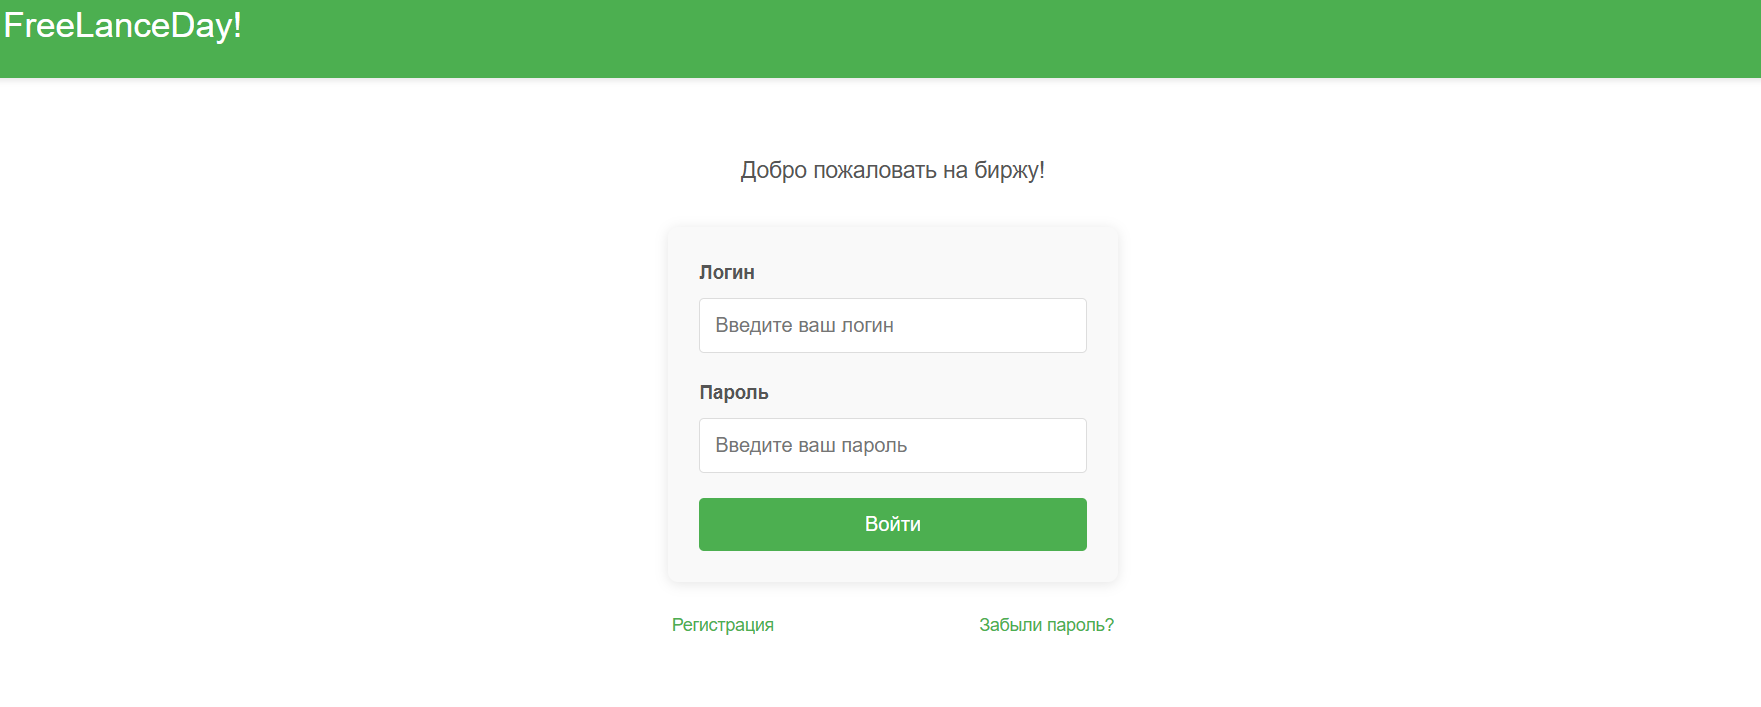 FreeLanceDay!
Добро пожаловать на биржу!
Логин
Введите ваш логин
Пароль
Введите ваш пароль
Войти
Регистрация
Забыли пароль?